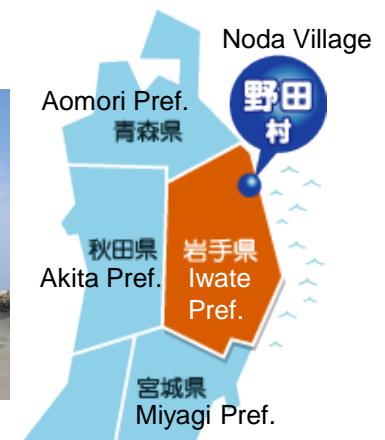 Noda Village
野田
村
Aomori Pref.
青森県
秋田県
Akita Pref.
岩手県
Iwate
Pref.
宮城県
Miyagi Pref.